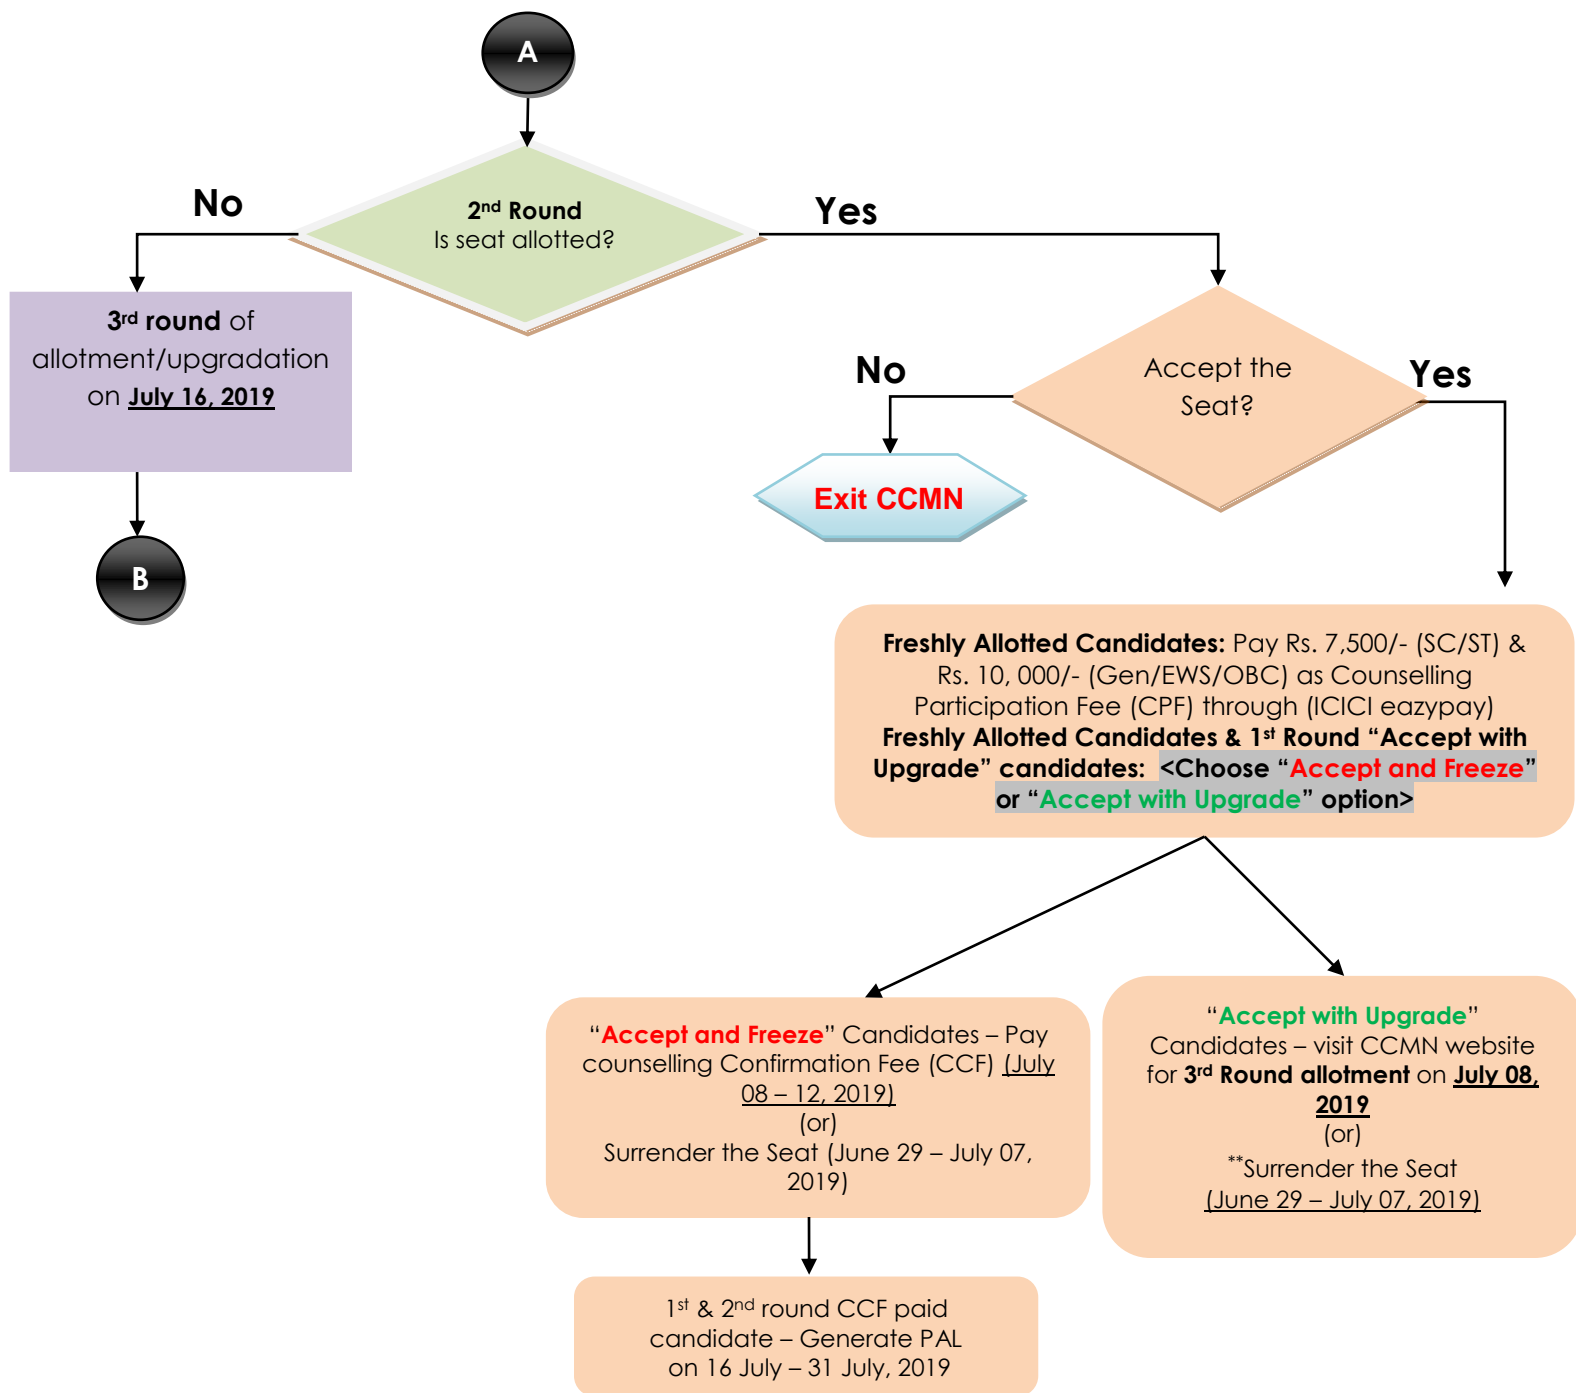 A
No
Yes
2nd Round
Is seat allotted?
3rd round of
allotment/upgradation
on July 16, 2019
B
Accept the
Seat?
No
Yes
Exit CCMN
Freshly Allotted Candidates: Pay Rs. 7,500/- (SC/ST) &
Rs. 10, 000/- (Gen/EWS/OBC) as Counselling
Participation Fee (CPF) through (ICICI eazypay)
Freshly Allotted Candidates & 1st Round “Accept with
Upgrade” candidates: <Choose “Accept and Freeze”
or “Accept with Upgrade” option>
“Accept and Freeze” Candidates – Pay
counselling Confirmation Fee (CCF) (July
08 – 12, 2019)
(or)
Surrender the Seat (June 29 – July 07,
2019)
“Accept with Upgrade”
Candidates – visit CCMN website
for 3rd Round allotment on July 08,
2019
(or)
**Surrender the Seat
(June 29 – July 07, 2019)
1st & 2nd round CCF paid
candidate – Generate PAL
on 16 July – 31 July, 2019